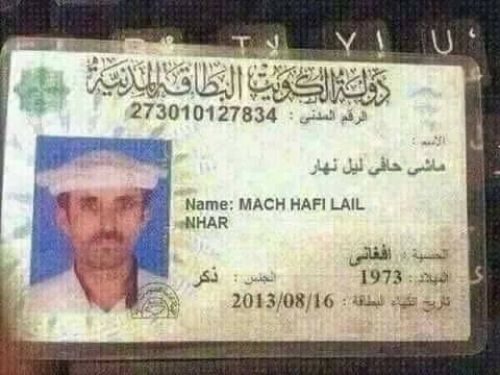 دولة الكويت البطاقة المدنية
273010127834 الرقم المدني :
الاسم :
ماشي حافي ليل نهار
Name: MACH HAFI LAIL
NHAR
الجنسية : افغاني
الجنس : ذكر الميلاد : 1973
تاريخ انتهاء البطاقة : 2013/08/16